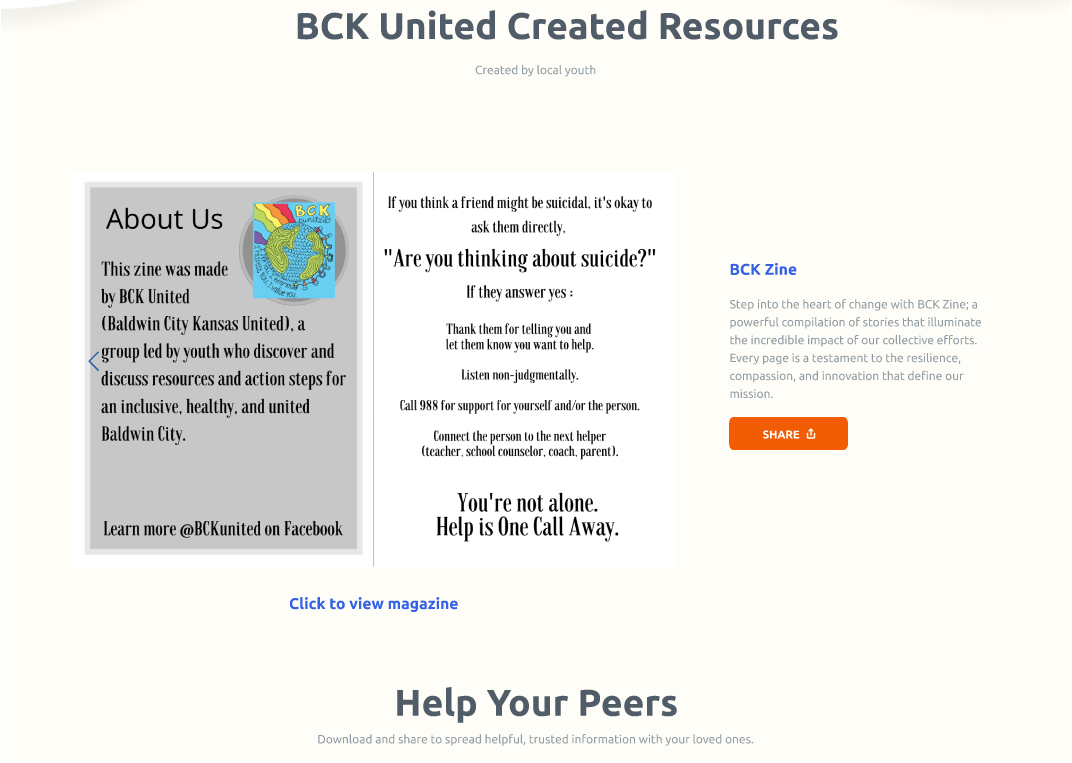 BCK United Created Resources
Created by local youth
About Us
BCK
united
This zine was made
by BCK United
(Baldwin City Kansas United), a
group led by youth who discover and
discuss resources and action steps for
an inclusive, healthy, and united
Baldwin City.
Learn more @BCKunited on Facebook
If you think a friend might be suicidal, it's okay to
ask them directly,
"Are you thinking about suicide?"
If they answer yes :
Thank them for telling you and
let them know you want to help.
Listen non-judgmentally.
Call 988 for support for yourself and/or the person.
Connect the person to the next helper
(teacher, school counselor, coach, parent).
You're not alone.
Help is One Call Away.
Click to view magazine
BCK Zine
Step into the heart of change with BCK Zine; a
powerful compilation of stories that illuminate
the incredible impact of our collective efforts.
Every page is a testament to the resilience,
compassion, and innovation that define our
mission.
SHARE
Help Your Peers
Download and share to spread helpful, trusted information with your loved ones.